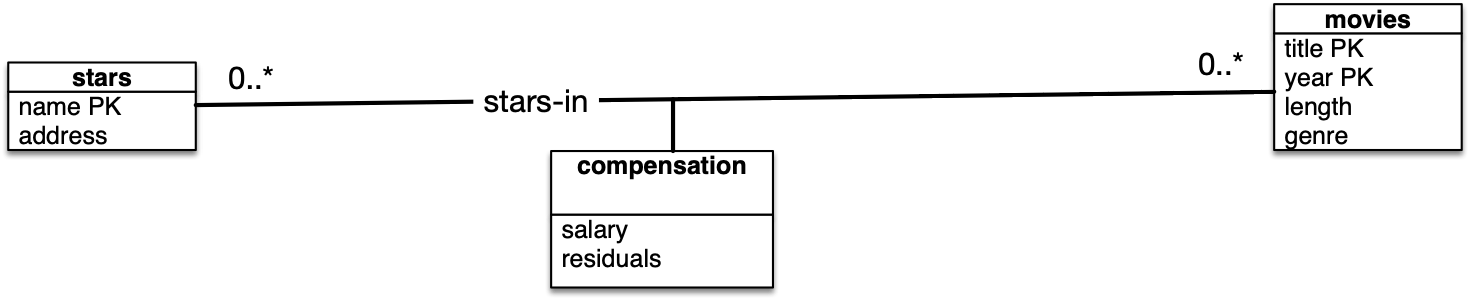 stars
name PK
address
0..*
stars-in
compensation
salary
residuals
0..*
movies
title PK
year PK
length
genre